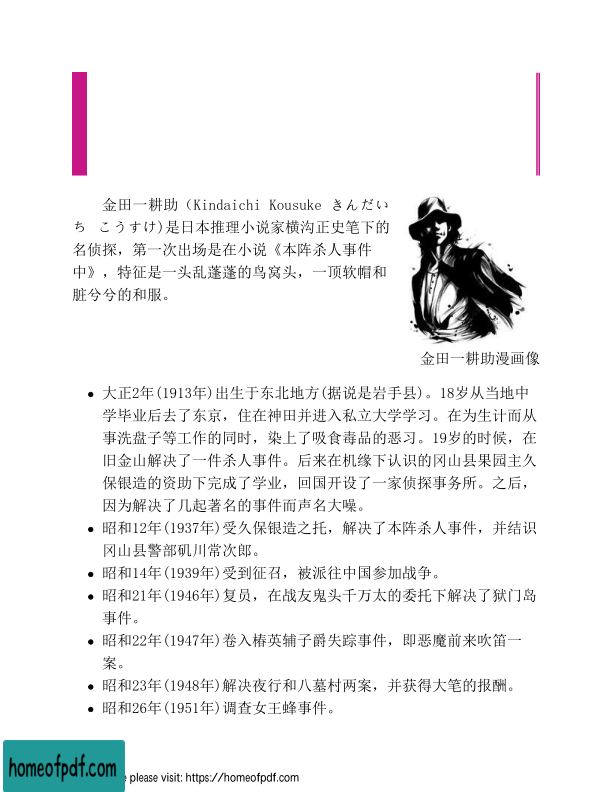 金田一耕助（Kindaichi Kousuke きんだい
ち こうすけ)是日本推理小说家横沟正史笔下的
名侦探，第一次出场是在小说《本阵杀人事件
中》，特征是一头乱蓬蓬的鸟窝头，一顶软帽和
脏兮兮的和服。
金田一耕助漫画像
● 大正2年(1913年)出生于东北地方(据说是岩手县)。18岁从当地中
学毕业后去了东京，住在神田并进入私立大学学习。在为生计而从
事洗盘子等工作的同时，染上了吸食毒品的恶习。19岁的时候，在
旧金山解决了一件杀人事件。后来在机缘下认识的冈山县果园主久
保银造的资助下完成了学业，回国开设了一家侦探事务所。之后，
因为解决了几起著名的事件而声名大噪。
● 昭和12年(1937年)受久保银造之托，解决了本阵杀人事件，并结识
冈山县警部矶川常次郎。
● 昭和14年(1939年)受到征召，被派往中国参加战争。
● 昭和21年(1946年)复员，在战友鬼头千万太的委托下解决了狱门岛
事件。
● 昭和22年(1947年)卷入椿英辅子爵失踪事件，即恶魔前来吹笛一
案。
● 昭和23年(1948年)解决夜行和八墓村两案，并获得大笔的报酬。
● 昭和26年(1951年)调查女王蜂事件。
homeofpdf.com
e please visit: https://homeofpdf.com